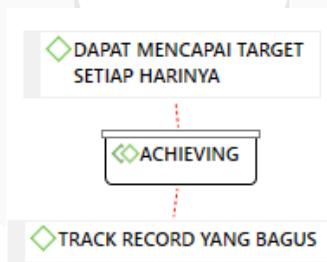 DAPAT MENCAPAI TARGET
SETIAP HARINYA
ACHIEVING
TRACK RECORD YANG BAGUS